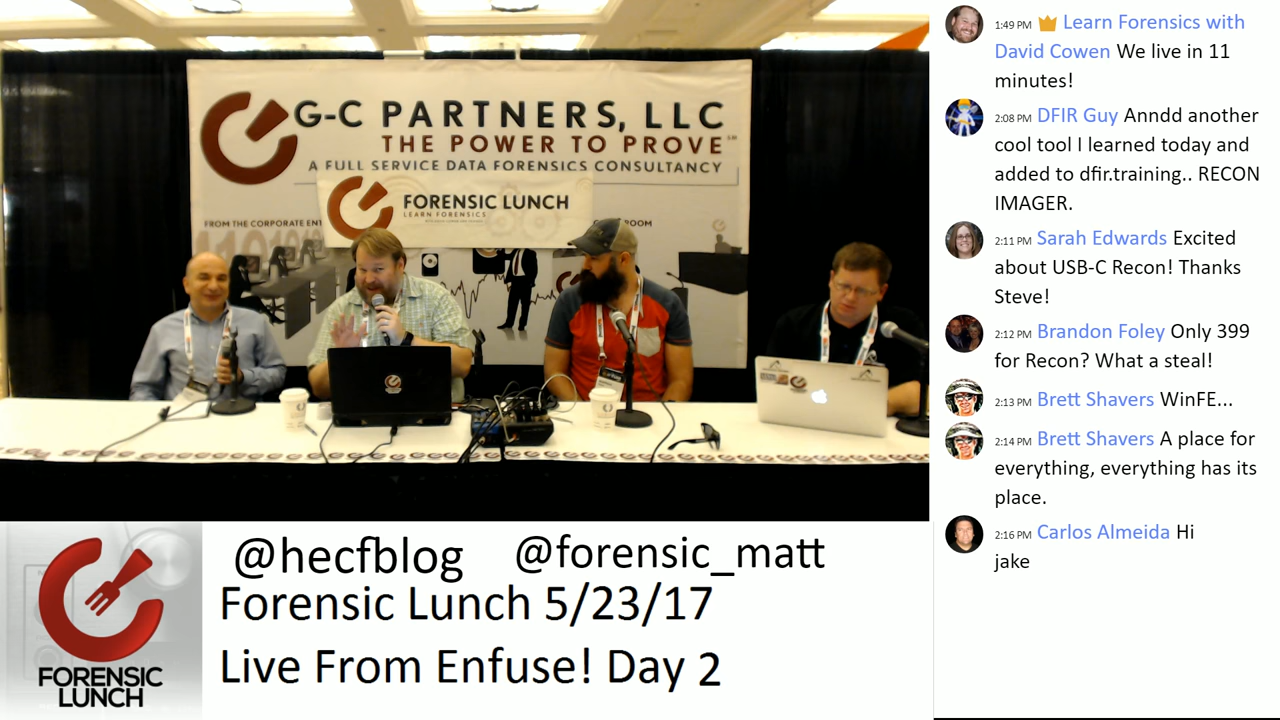 G-C PARTNERS, LLC
THE POWER TO PROVE
A FULL SERVICE DATA FORENSICS CONSULTANCY
FORENSIC LUNCH
LEARN FORENSICS
FROM THE CORPORATE ENT
ROOM
@hecfblog @forensic_matt
Forensic Lunch 5/23/17
Live From Enfuse! Day 2
FORENSIC
LUNCH
1:49 PM Learn Forensics with
David Cowen We live in 11
minutes!
2:08 PM DFIR Guy Anndd another
cool tool I learned today and
added to dfir.training.. RECON
IMAGER.
2:11 PM Sarah Edwards Excited
about USB-C Recon! Thanks
Steve!
2:12 PM Brandon Foley Only 399
for Recon? What a steal!
2:13 PM Brett Shavers WinFE...
2:14 PM Brett Shavers A place for
everything, everything has its
place.
2:16 PM Carlos Almeida Hi
jake